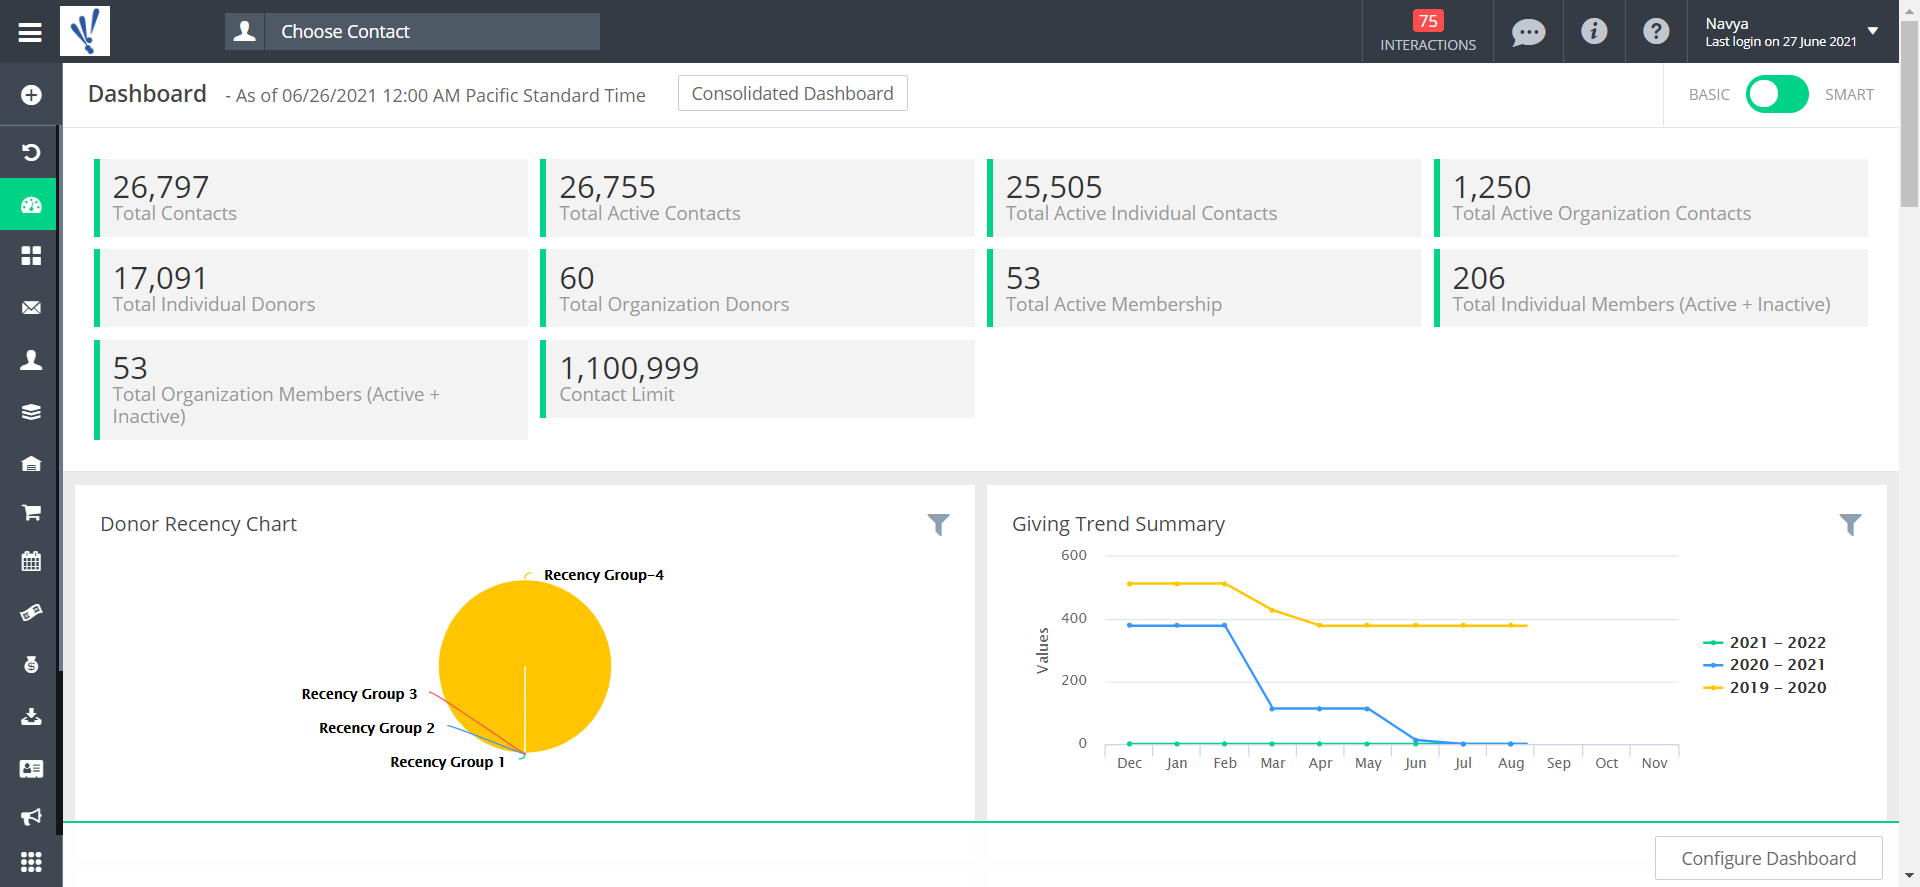 Choose Contact
75
INTERACTIONS
Navya
Last login on 27 June 2021
Dashboard - As of 06/26/2021 12:00 AM Pacific Standard Time
Consolidated Dashboard
BASIC
SMART
26,797
Total Contacts
26,755
Total Active Contacts
25,505
Total Active Individual Contacts
1,250
Total Active Organization Contacts
17,091
Total Individual Donors
60
Total Organization Donors
53
Total Active Membership
206
Total Individual Members (Active + Inactive)
53
Total Organization Members (Active +
Inactive)
1,100,999
Contact Limit
Donor Recency Chart
Recency Group-4
Recency Group 3
Recency Group 2
Recency Group 1
Giving Trend Summary
600
400
200
0
Values
Dec Jan Feb Mar Apr May Jun Jul Aug Sep Oct Nov
2021 - 2022
2020 - 2021
2019 - 2020
Configure Dashboard